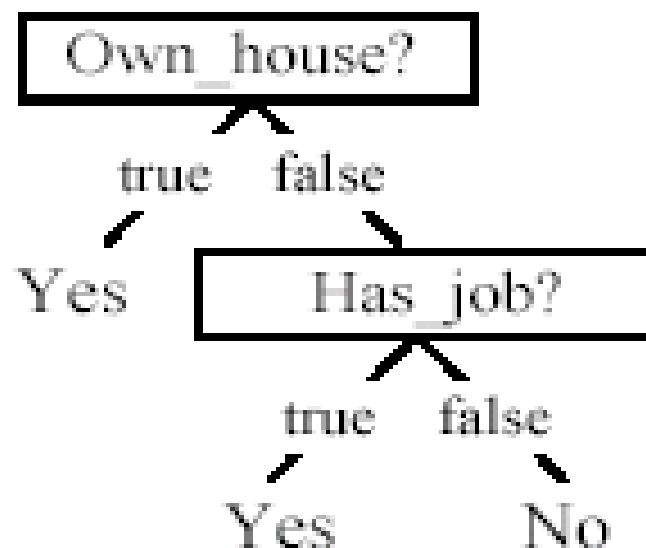 Own_house?
true false
Yes
Has_job?
true false
Yes No